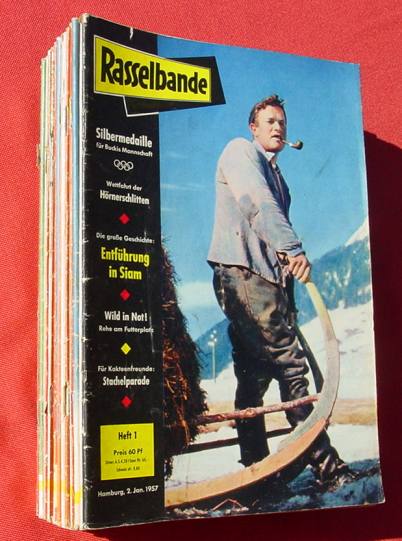 Rasselbande
Silbermedaille
für Buckis Mannschaft
Wettfahrt der
Hörnerschlitten
Die große Geschichte:
Entführung
in Siam
Wild in Not!
Rehe am Futterplatz
Für Kakteenfreunde:
Stachelparade
Heft 1
Preis 60 Pf
Hamburg, 2. Jan. 1957